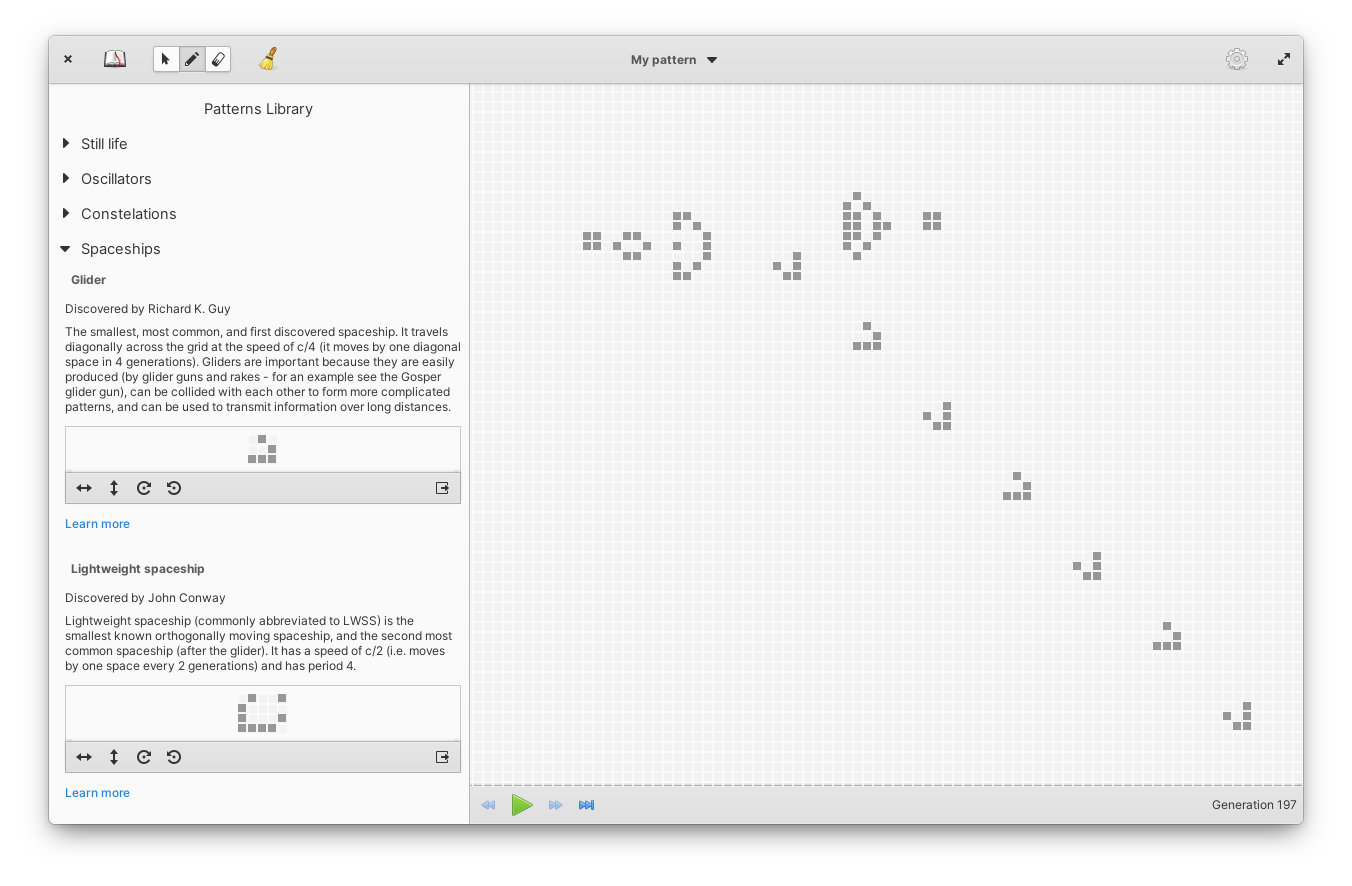 My pattern
Patterns Library
Still life
Oscillators
Constelations
Spaceships
Glider
Discovered by Richard K. Guy
The smallest, most common, and first discovered spaceship. It travels
diagonally across the grid at the speed of c/4 (it moves by one diagonal
space in 4 generations). Gliders are important because they are easily
produced (by glider guns and rakes - for an example see the Gosper
glider gun), can be collided with each other to form more complicated
patterns, and can be used to transmit information over long distances.
Learn more
Lightweight spaceship
Discovered by John Conway
Lightweight spaceship (commonly abbreviated to LWSS) is the
smallest known orthogonally moving spaceship, and the second most
common spaceship (after the glider). It has a speed of c/2 (i.e. moves
by one space every 2 generations) and has period 4.
Learn more
Generation 197